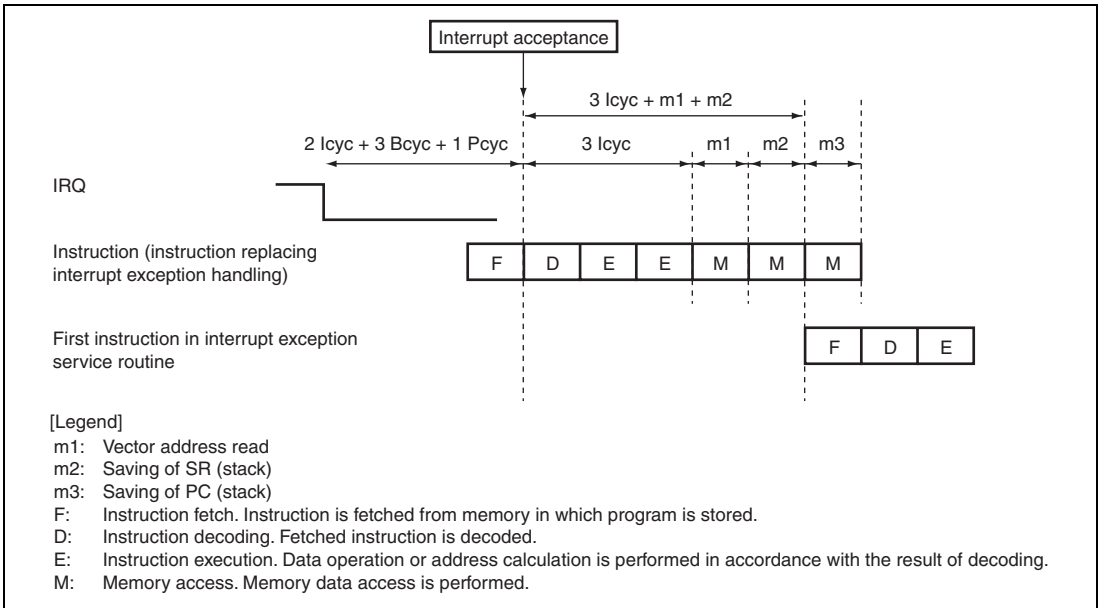 Interrupt acceptance
3 Icyc + m1 + m2
2 Icyc + 3 Bcyc + 1 Pcyc 3 Icyc m1 m2 m3
IRQ
Instruction (instruction replacing
interrupt exception handling)
F D E E M M M
First instruction in interrupt exception
service routine
F D E
[Legend]
m1: Vector address read
m2: Saving of SR (stack)
m3: Saving of PC (stack)
F: Instruction fetch. Instruction is fetched from memory in which program is stored.
D: Instruction decoding. Fetched instruction is decoded.
E: Instruction execution. Data operation or address calculation is performed in accordance with the result of decoding.
M: Memory access. Memory data access is performed.